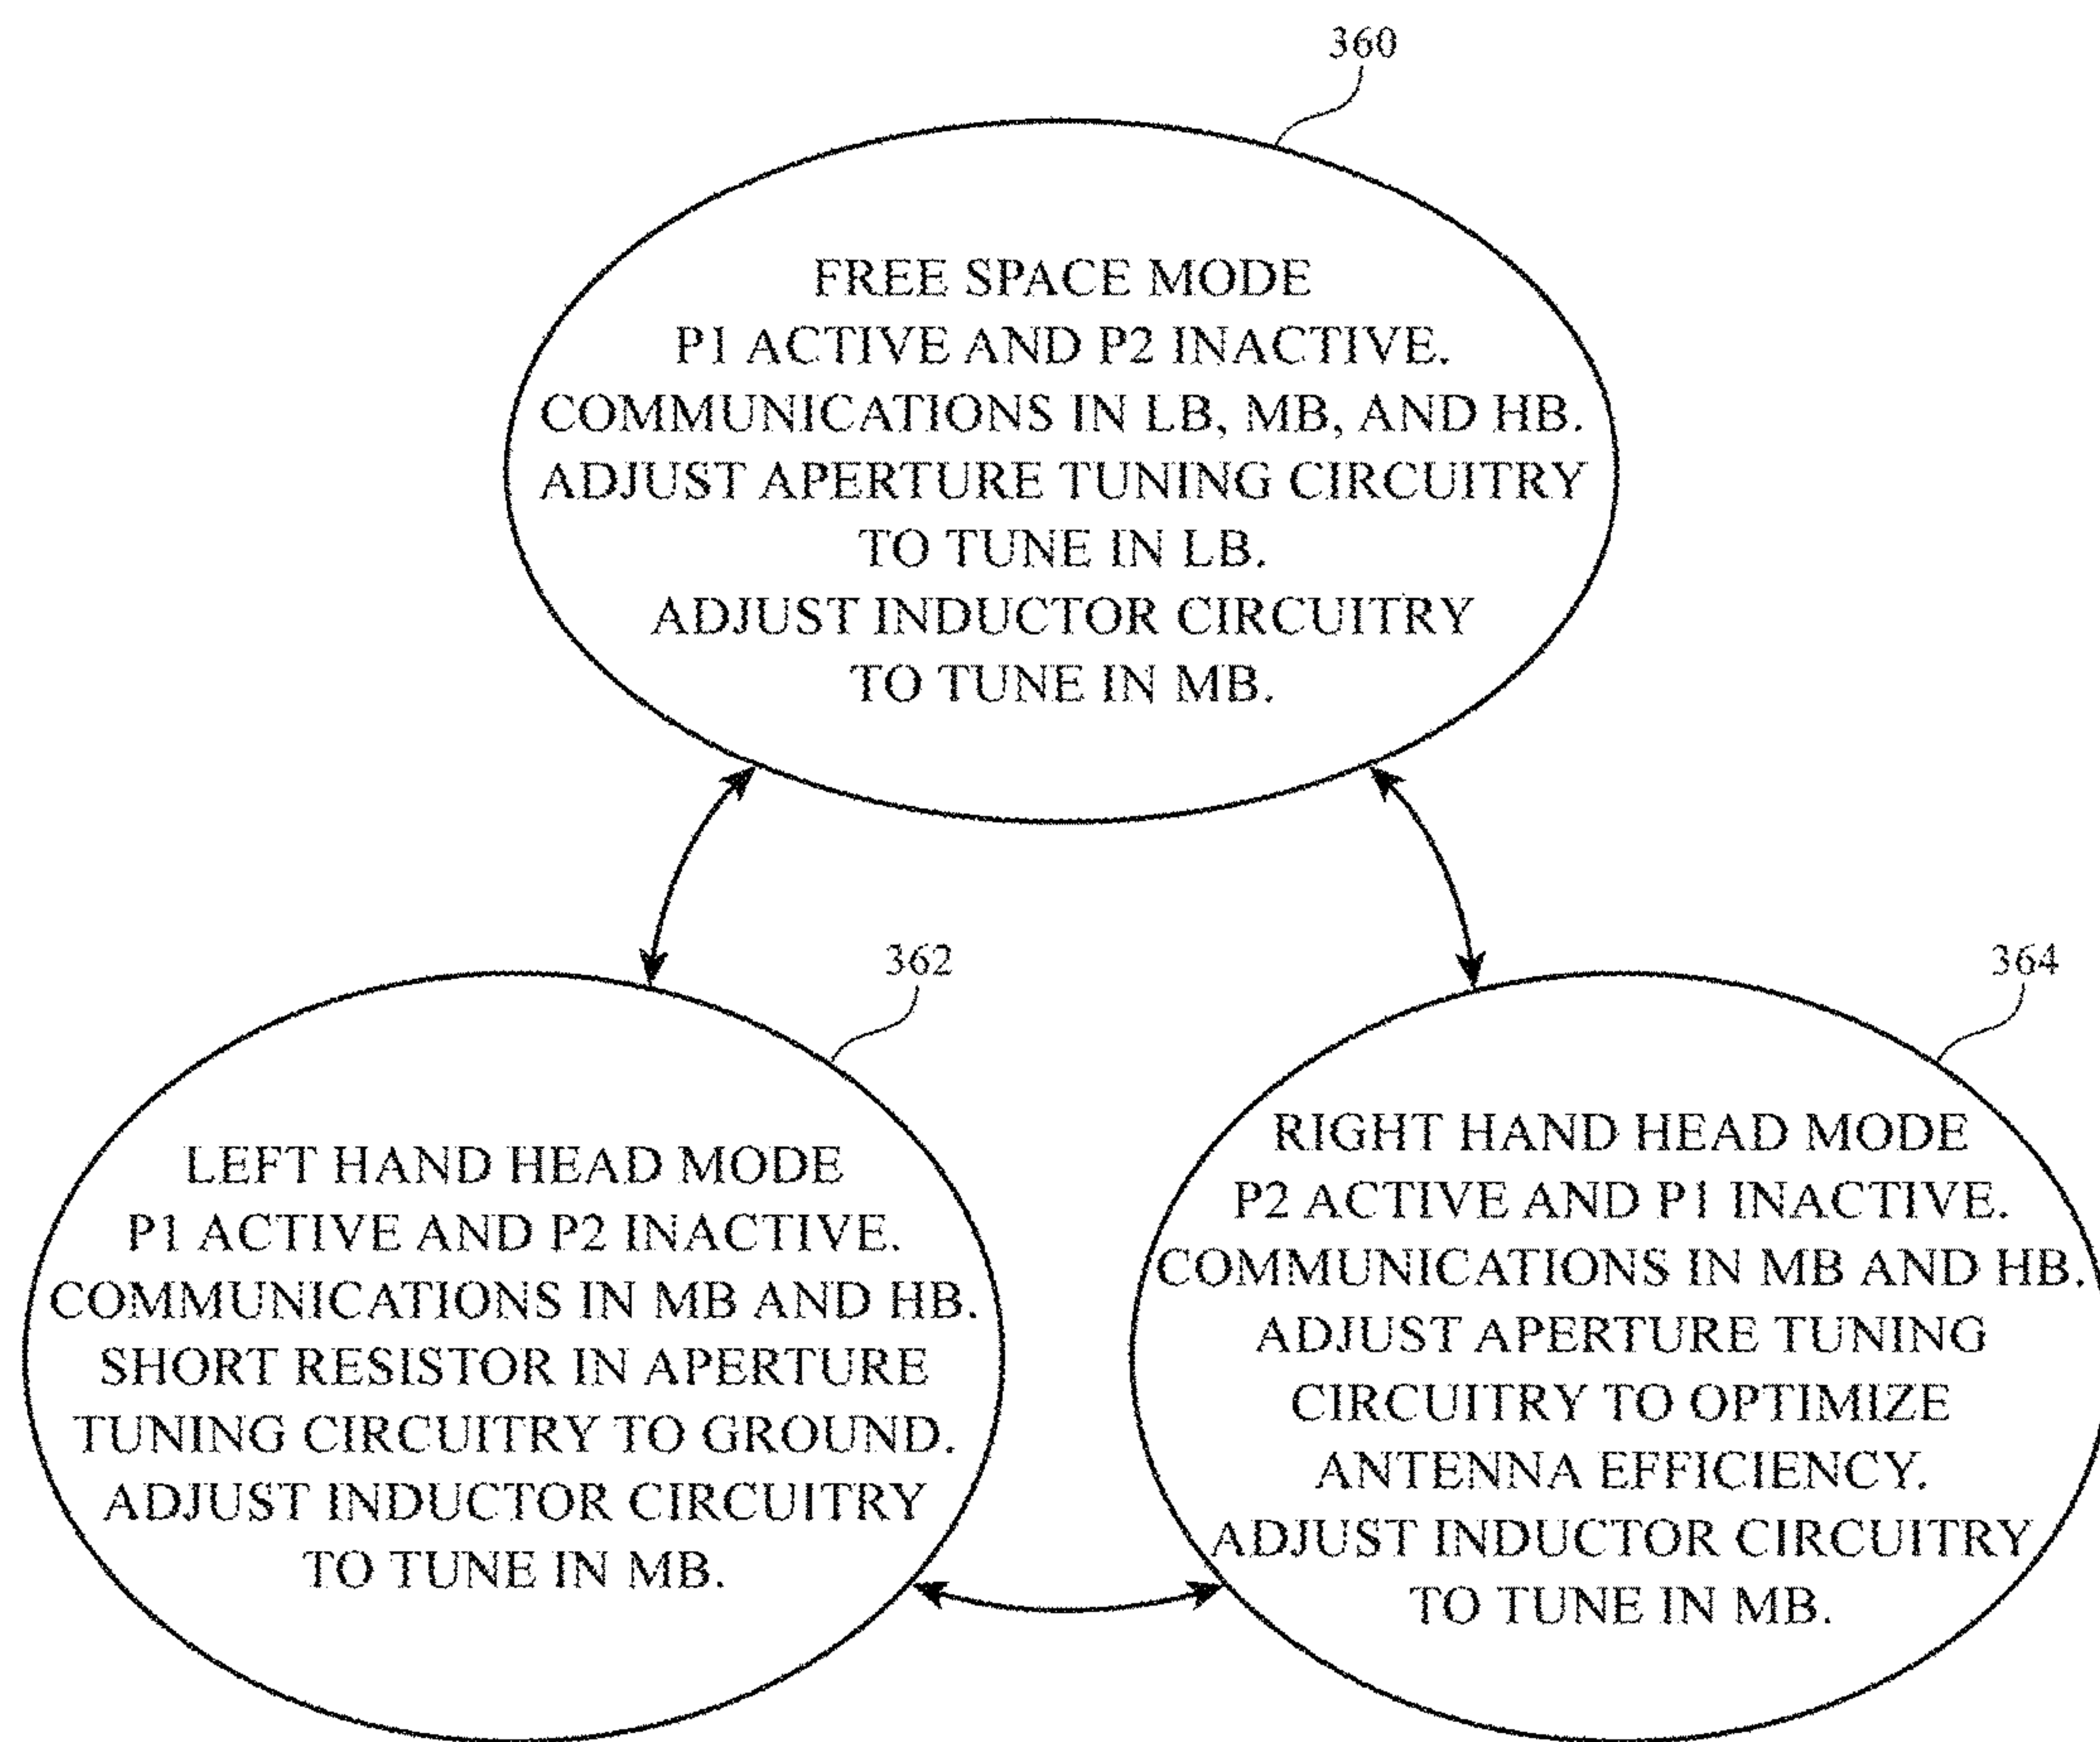 360
FREE SPACE MODE
P1 ACTIVE AND P2 INACTIVE.
COMMUNICATIONS IN LB, MB, AND HB.
ADJUST APERTURE TUNING CIRCUITRY
TO TUNE IN LB.
ADJUST INDUCTOR CIRCUITRY
TO TUNE IN MB.
362
LEFT HAND HEAD MODE
P1 ACTIVE AND P2 INACTIVE.
COMMUNICATIONS IN MB AND HB.
SHORT RESISTOR IN APERTURE
TUNING CIRCUITRY TO GROUND.
ADJUST INDUCTOR CIRCUITRY
TO TUNE IN MB.
364
RIGHT HAND HEAD MODE
P2 ACTIVE AND P1 INACTIVE.
COMMUNICATIONS IN MB AND HB.
ADJUST APERTURE TUNING
CIRCUITRY TO OPTIMIZE
ANTENNA EFFICIENCY.
ADJUST INDUCTOR CIRCUITRY
TO TUNE IN MB.